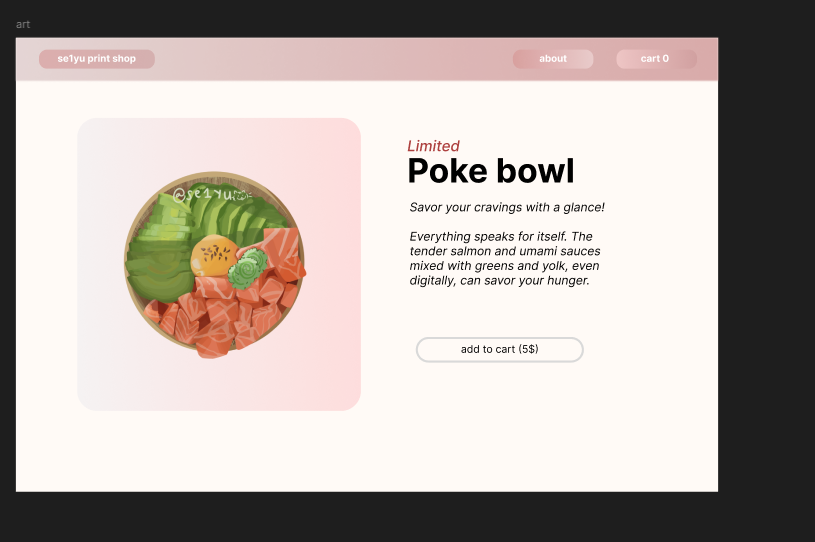 art
se1yu print shop
about
cart 0
@se1yu
Limited
Poke bowl
Savor your cravings with a glance!
Everything speaks for itself. The
tender salmon and umami sauces
mixed with greens and yolk, even
digitally, can savor your hunger.
add to cart (5$)